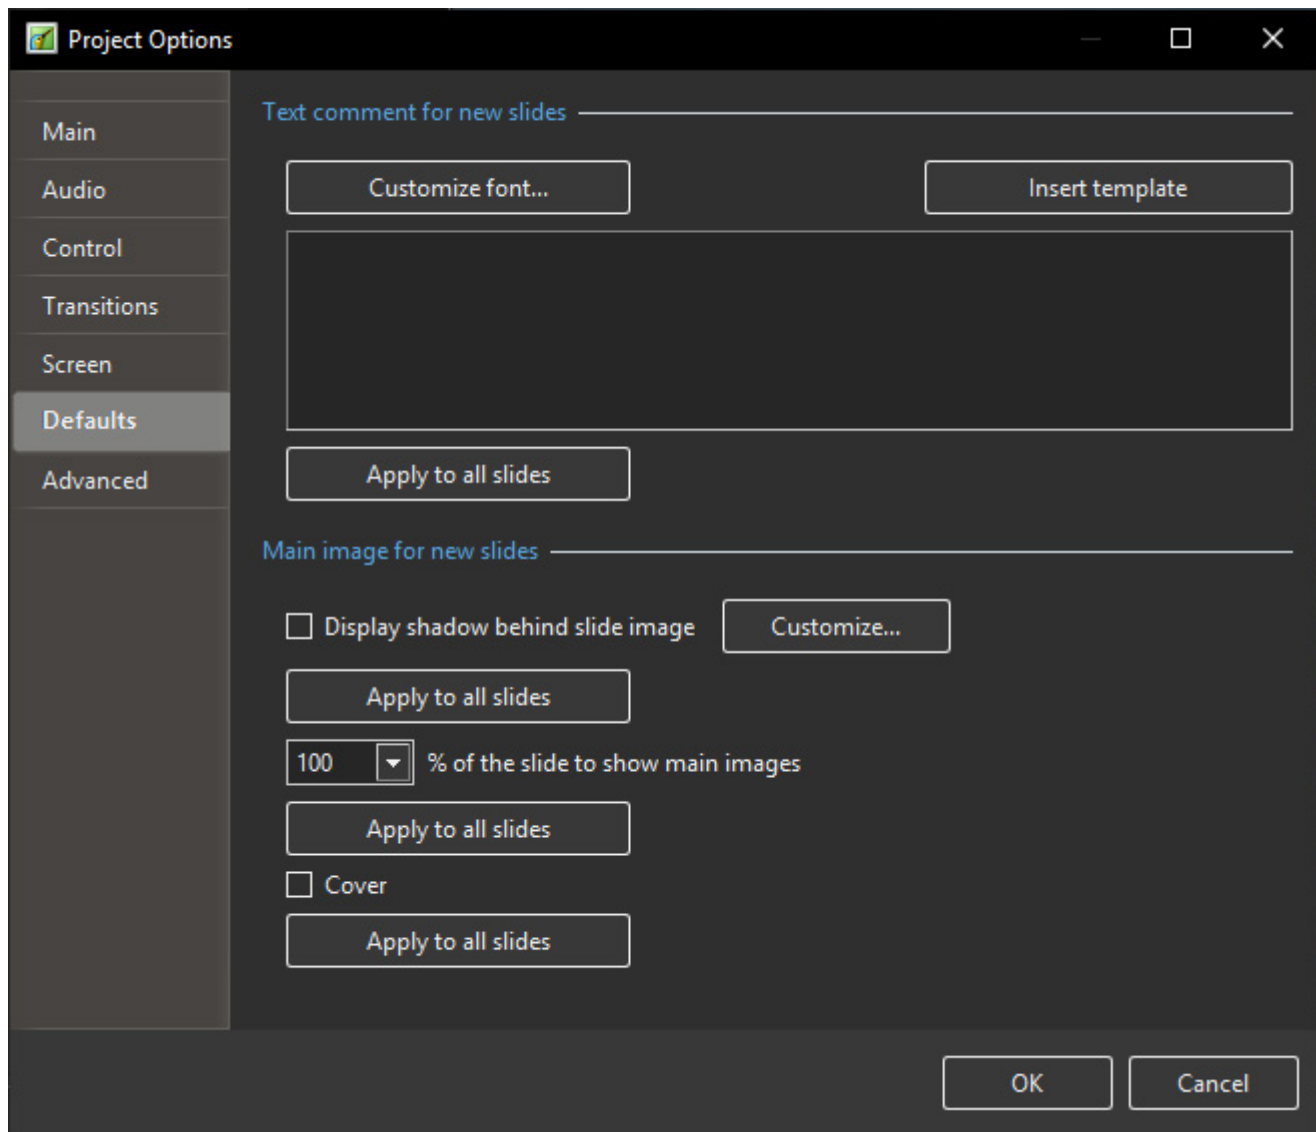 Project Options
Main
Audio
Control
Transitions
Screen
Defaults
Advanced
Text comment for new slides
Customize font...
Insert template
Apply to all slides
Main image for new slides
Display shadow behind slide image
Customize...
Apply to all slides
100
% of the slide to show main images
Apply to all slides
Cover
Apply to all slides
OK
Cancel